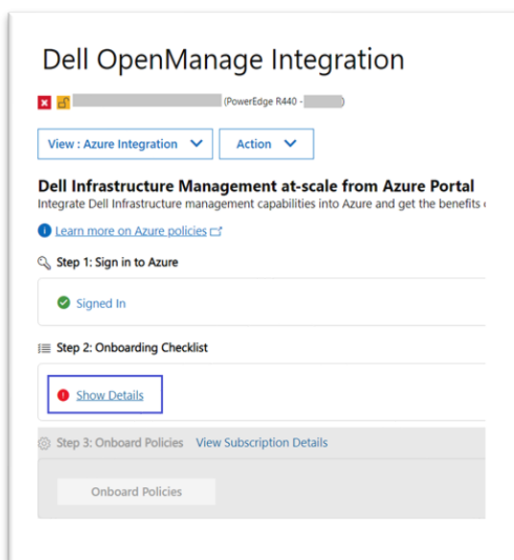 Dell OpenManage Integration
(PowerEdge R440 - )
View : Azure Integration
Action
Dell Infrastructure Management at-scale from Azure Portal
Integrate Dell Infrastructure management capabilities into Azure and get the benefits
Learn more on Azure policies
Step 1: Sign in to Azure
Signed In
Step 2: Onboarding Checklist
Show Details
Step 3: Onboard Policies View Subscription Details
Onboard Policies